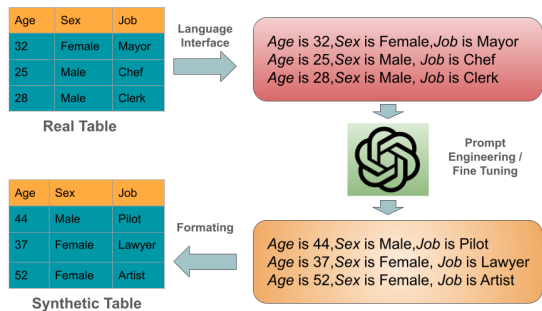 Age Sex Job
32 Female Mayor
25 Male Chef
28 Male Clerk
Real Table
Language
Interface
Age is 32,Sex is Female,Job is Mayor
Age is 25,Sex is Male, Job is Chef
Age is 28,Sex is Male, Job is Clerk
Prompt
Engineering /
Fine Tuning
Age is 44,Sex is Male,Job is Pilot
Age is 37,Sex is Female, Job is Lawyer
Age is 52,Sex is Female, Job is Artist
Formating
Age Sex Job
44 Male Pilot
37 Female Lawyer
52 Female Artist
Synthetic Table